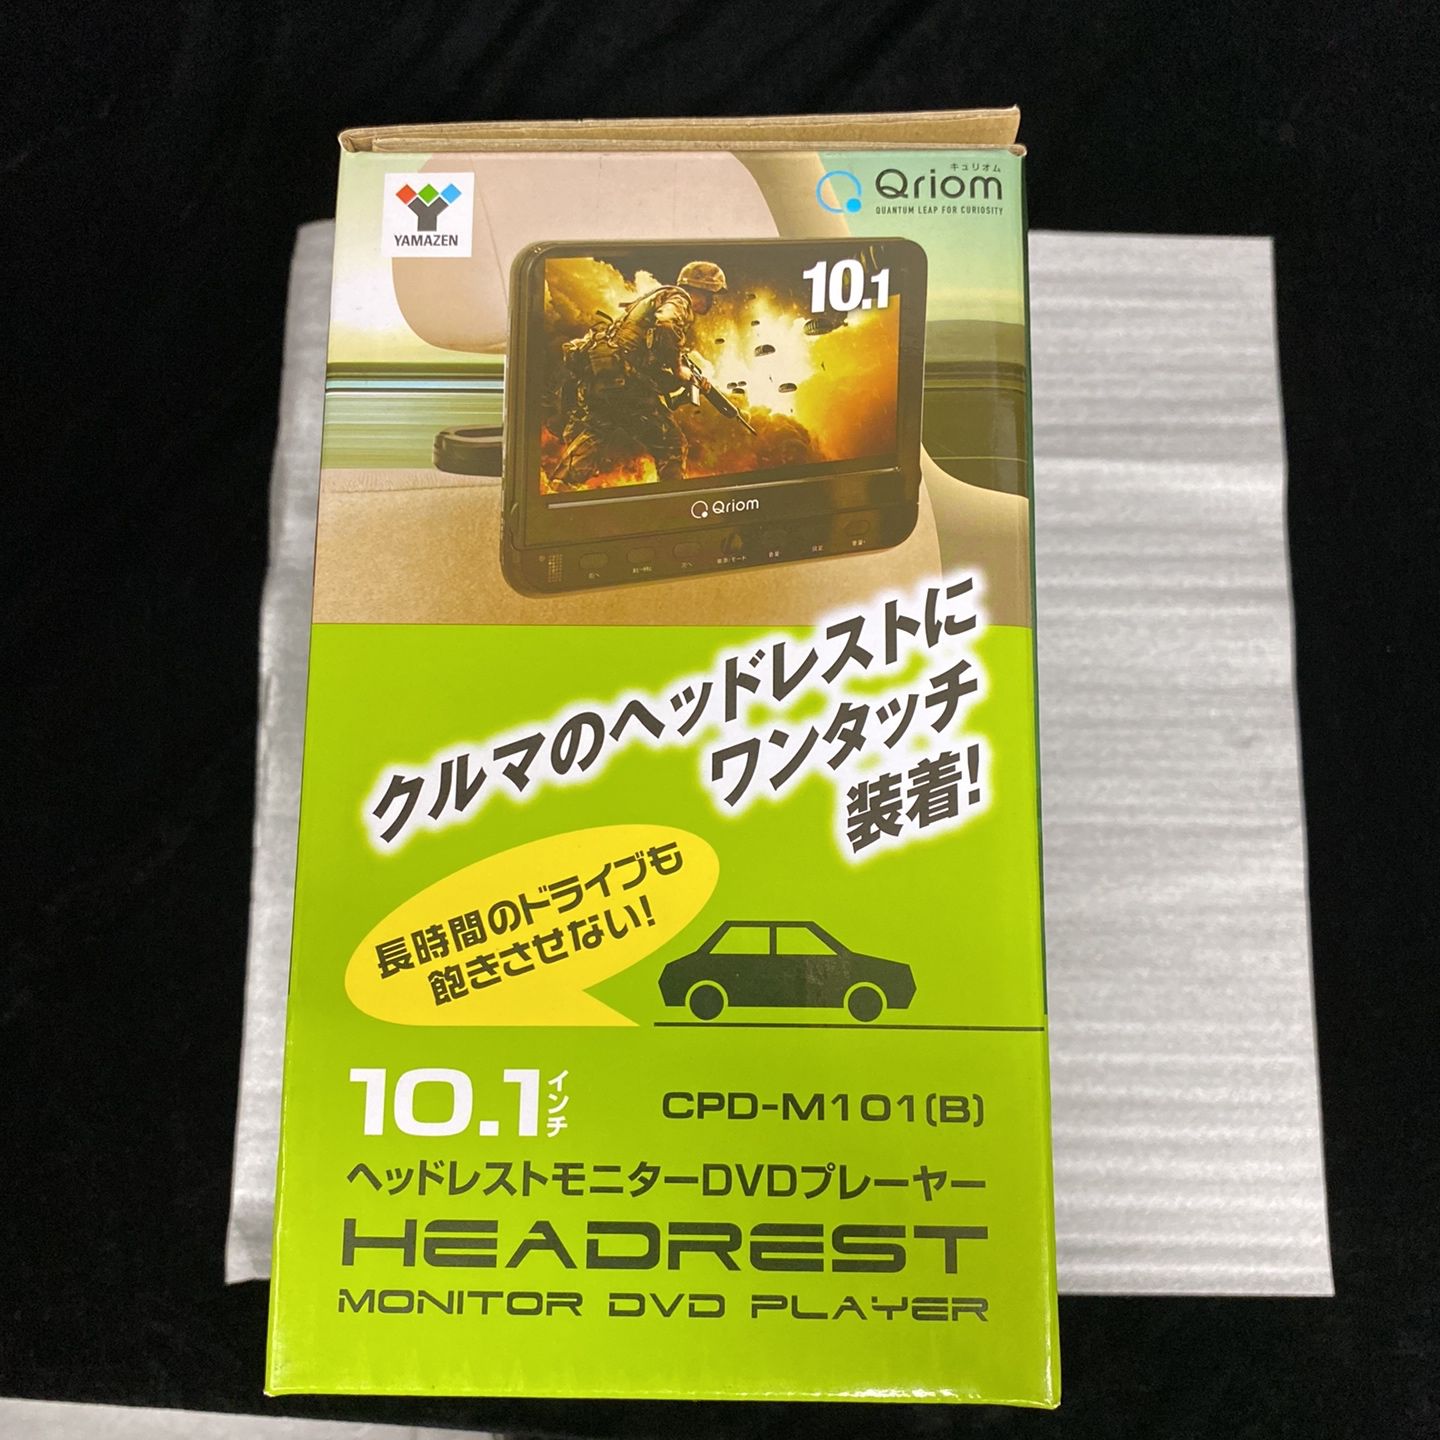 YAMAZEN
キュリオム
Qriom
QUANTUM LEAP FOR CURIOSITY
10.1
Qriom
クルマのヘッドレストに
ワンタッチ
装着!
長時間のドライブも
飽きさせない!
10.1インチ
CPD-M101(B)
ヘッドレストモニターDVDプレーヤー
HEADREST
MONITOR DVD PLAYER